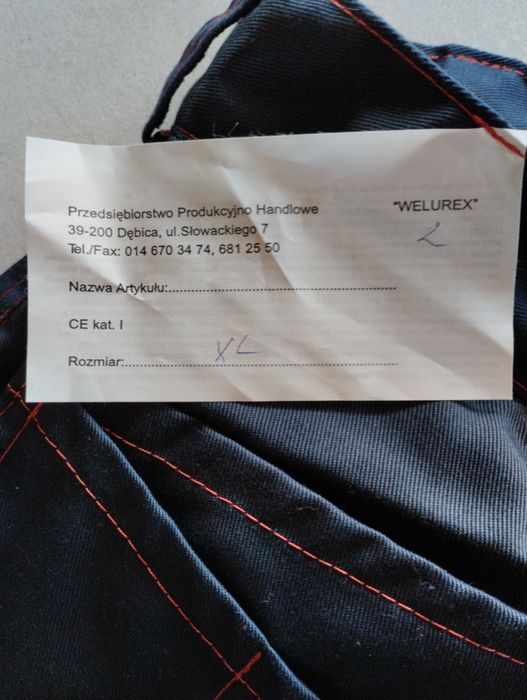 Przedsiębiorstwo Produkcyjno Handlowe "WELUREX"
39-200 Dębica, ul.Słowackiego 7 2
Tel./Fax: 014 670 34 74, 681 25 50
Nazwa Artykułu:..........................................................
CE kat. I
Rozmiar:.................. XL ..................................